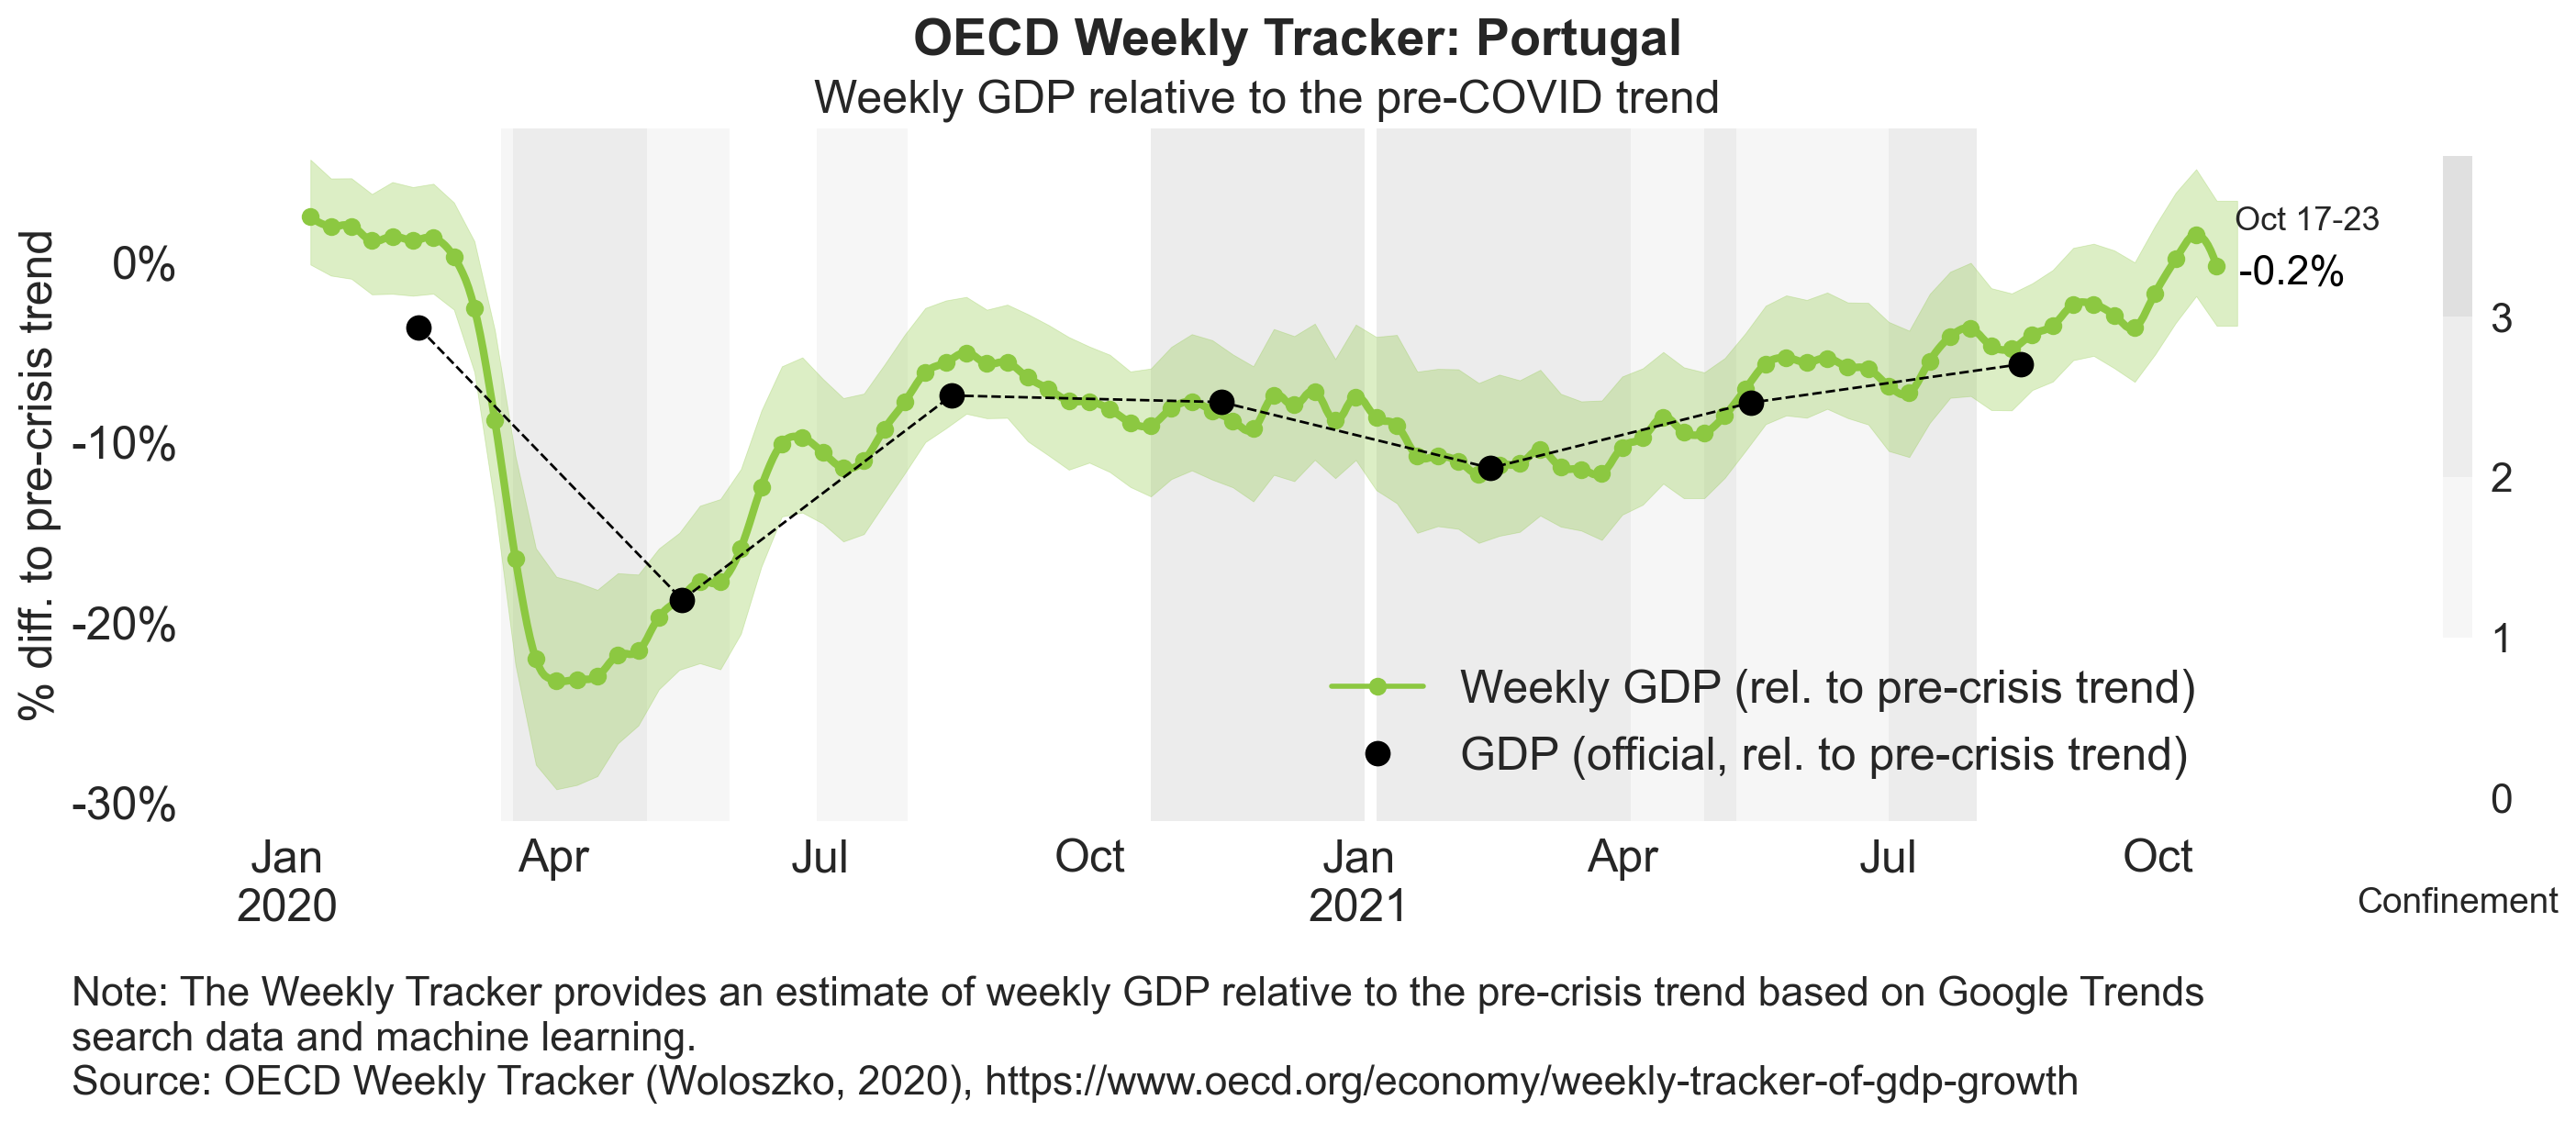 OECD Weekly Tracker: Portugal
Weekly GDP relative to the pre-COVID trend
% diff. to pre-crisis trend
0%
-10%
-20%
-30%
Oct 17-23
-0.2%
Weekly GDP (rel. to pre-crisis trend)
GDP (official, rel. to pre-crisis trend)
3
2
1
0
Jan Apr Jul Oct Jan Apr Jul Oct
2020 2021
Confinement
Note: The Weekly Tracker provides an estimate of weekly GDP relative to the pre-crisis trend based on Google Trends
search data and machine learning.
Source: OECD Weekly Tracker (Woloszko, 2020), https://www.oecd.org/economy/weekly-tracker-of-gdp-growth